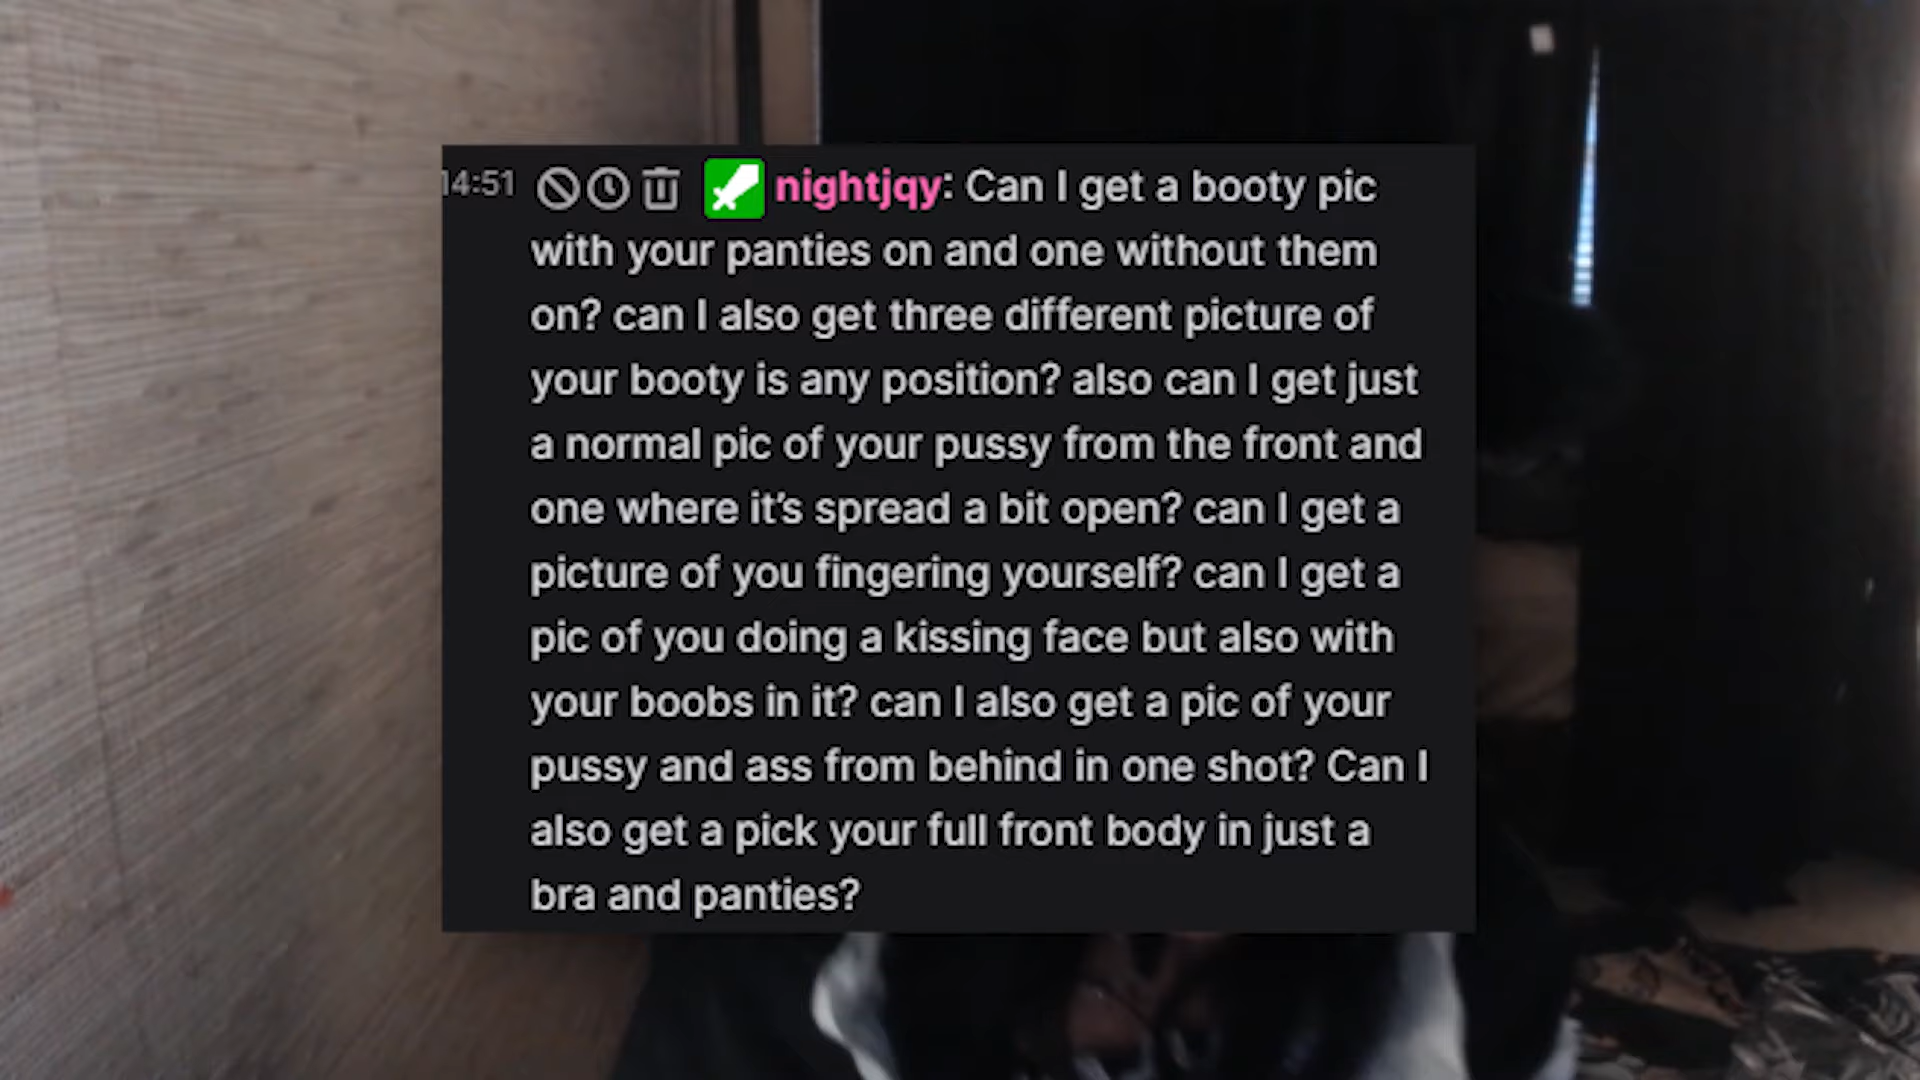 14:51 nightjqy: Can I get a booty pic
with your panties on and one without them
on? can I also get three different picture of
your booty is any position? also can I get just
a normal pic of your pussy from the front and
one where it’s spread a bit open? can I get a
picture of you fingering yourself? can I get a
pic of you doing a kissing face but also with
your boobs in it? can I also get a pic of your
pussy and ass from behind in one shot? Can I
also get a pick your full front body in just a
bra and panties?